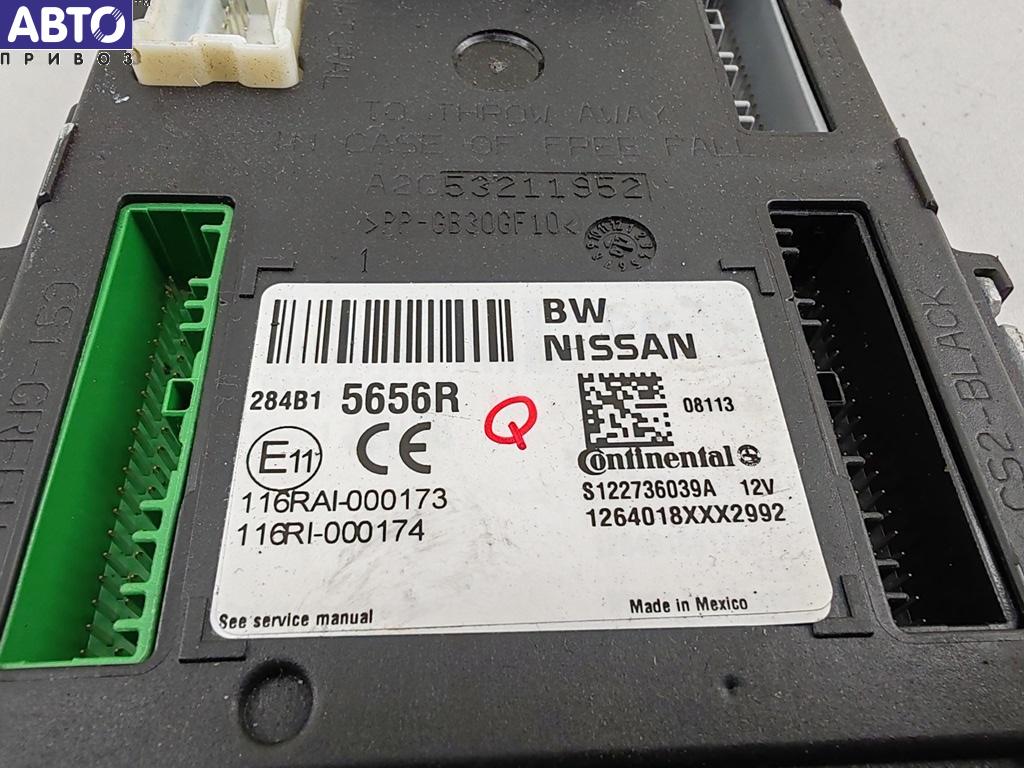 АВТО
ПРИВОЗ
TO THROW AWAY
IN CASE OF FREE FALL
A2C53211952
>PP-GB30GF10<
1
CS1-GREEN
CS2-BLACK
BW
NISSAN
284B1 5656R
Q
08113
E11 CE
Continental
116RAI-000173
S122736039A 12V
116RI-000174
1264018XXX2992
See service manual
Made in Mexico